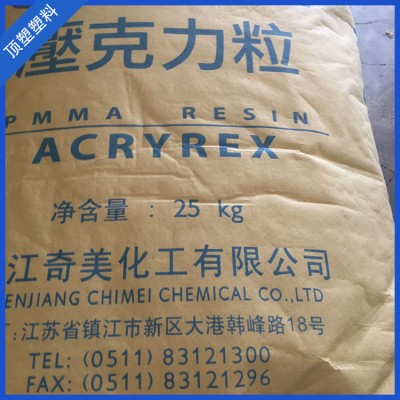 顶塑塑料
壓克力粒
PMMA RESIN
ACRYREX
净含量 : 25 kg
江奇美化工有限公司
ENJIANG CHIMEI CHEMICAL CO.,LTD
:江苏省镇江市新区大港韩峰路18号
TEL: (0511) 83121300
FAX: (0511) 83121296